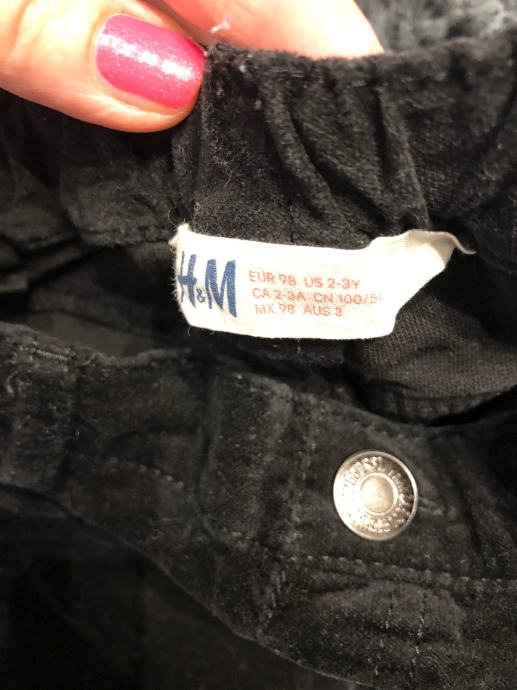 H&M
EUR 98 US 2-3Y
CA 2-3A CN 100/5
MX 98 AUS 3